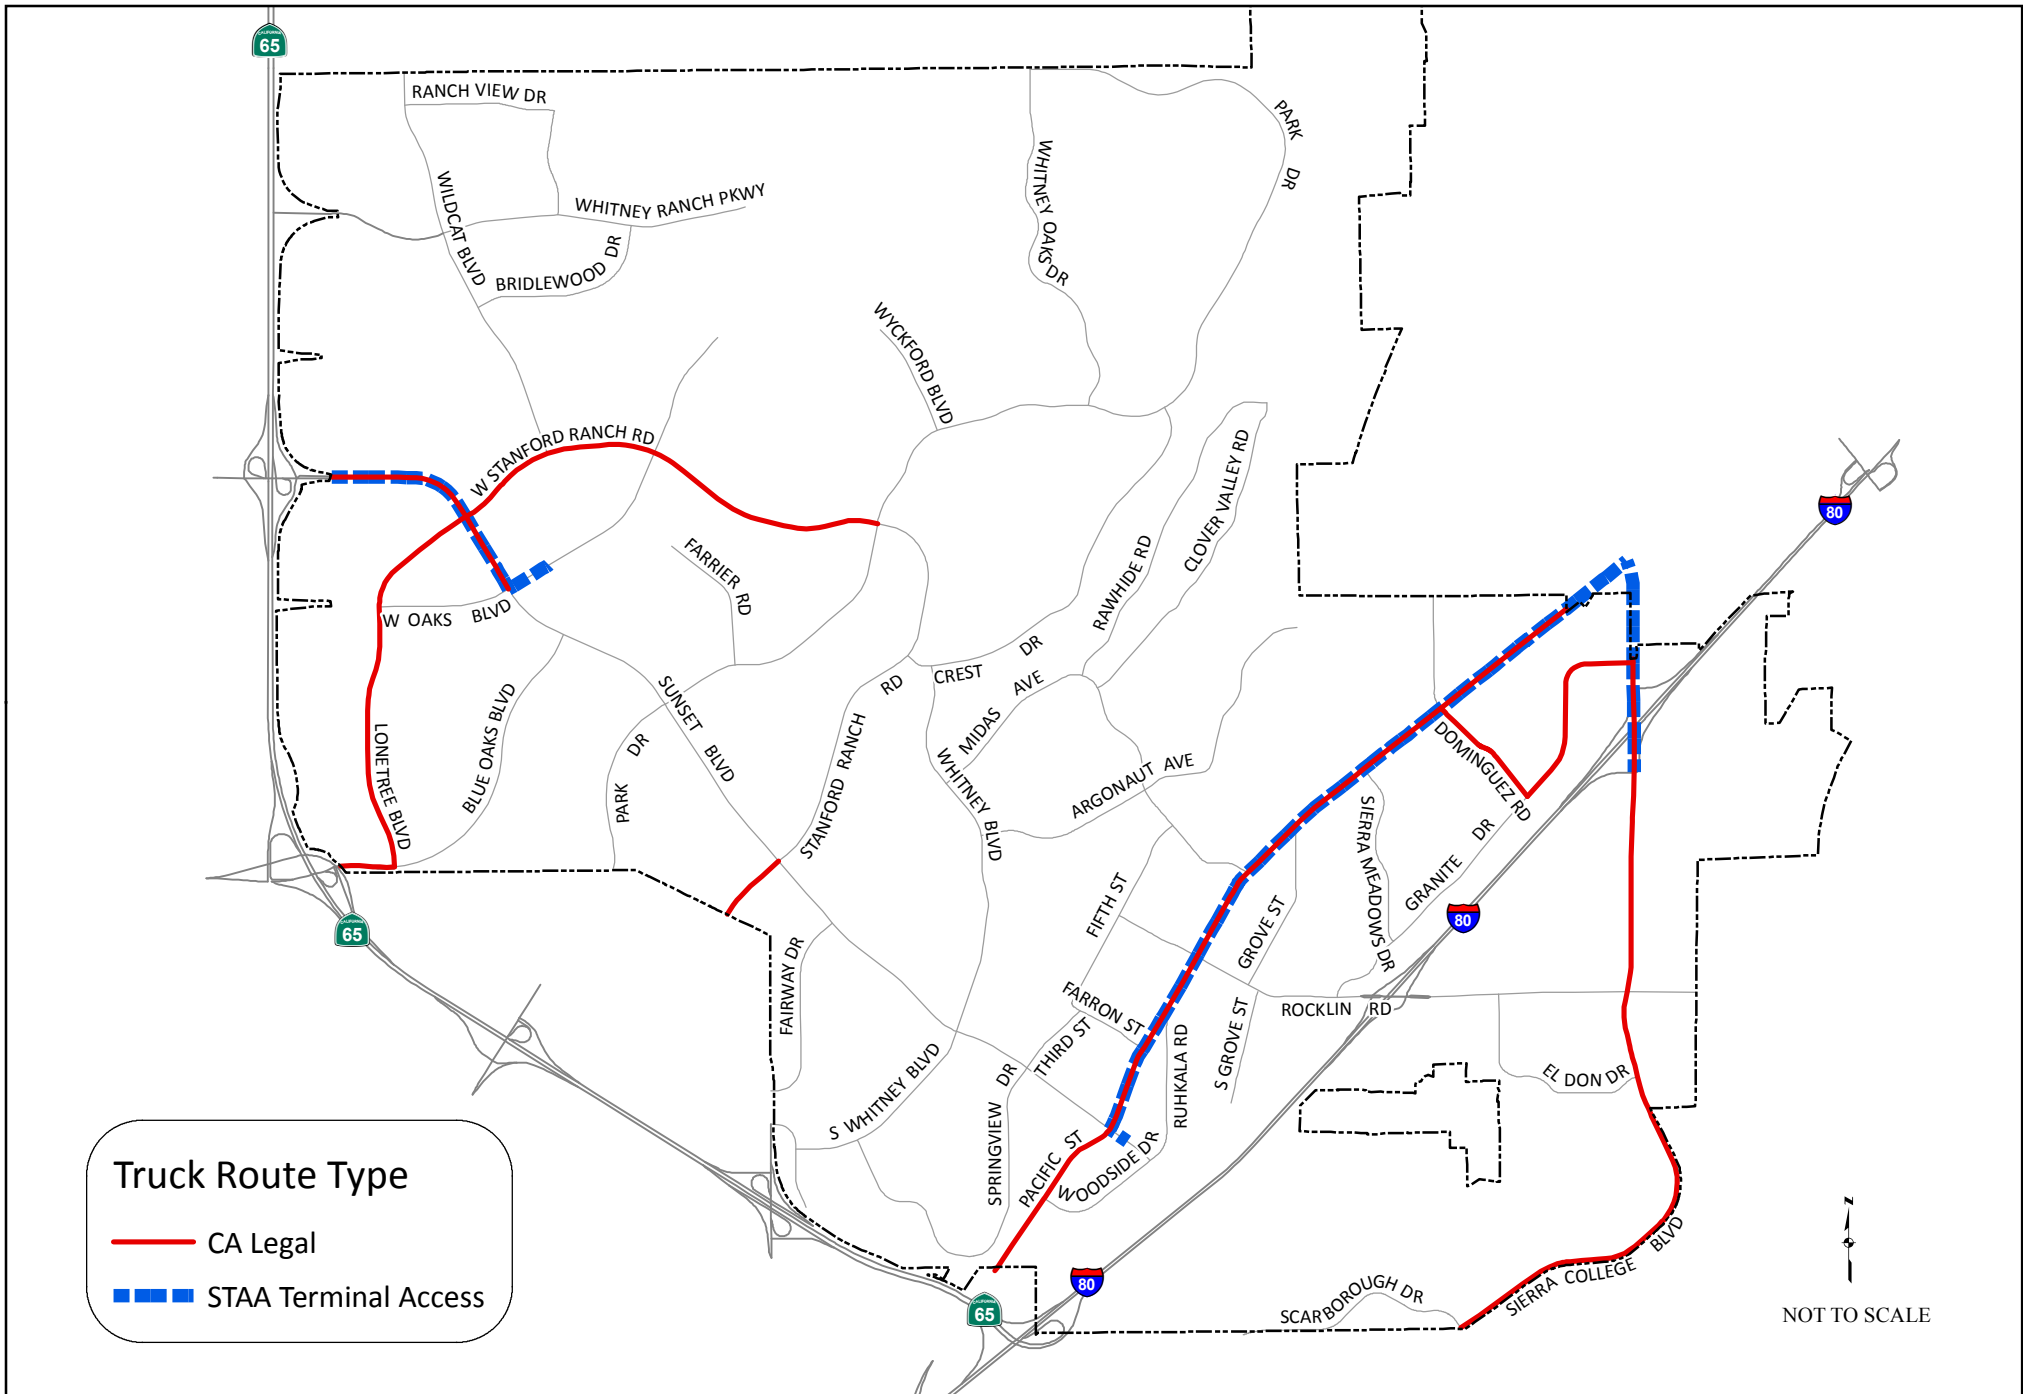 CALIFORNIA
65
RANCH VIEW DR
PARK DR
WHITNEY OAKS DR
WILDCAT BLVD
WHITNEY RANCH PKWY
BRIDLEWOOD DR
WYCKFORD BLVD
W STANFORD RANCH RD
CLOVER VALLEY RD
80
FARRIER RD
RAWHIDE RD
W OAKS BLVD
CREST DR
MIDAS AVE
SUNSET BLVD
BLUE OAKS BLVD
PARK DR
STANFORD RANCH RD
LONETREE BLVD
WHITNEY BLVD
ARGONAUT AVE
DOMINGUEZ RD
SIERRA MEADOWS DR
GRANITE DR
FIFTH ST
GROVE ST
80
CALIFORNIA
65
FAIRWAY DR
FARRON ST
ROCKLIN RD
THIRD ST
RUHKALA RD
S GROVE ST
EL DON DR
S WHITNEY BLVD
SPRINGVIEW DR
PACIFIC ST
WOODSIDE DR
Truck Route Type
CA Legal
STAA Terminal Access
80
CALIFORNIA
65
SCARBOROUGH DR
SIERRA COLLEGE BLVD
N
NOT TO SCALE